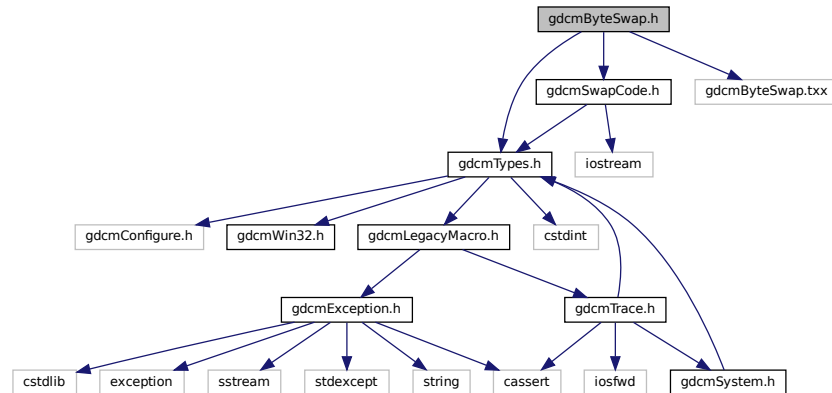 gdcmByteSwap.h
gdcmSwapCode.h
gdcmByteSwap.txx
gdcmTypes.h
iostream
gdcmConfigure.h
gdcmWin32.h
gdcmLegacyMacro.h
cstdint
gdcmException.h
gdcmTrace.h
cstdlib
exception
sstream
stdexcept
string
cassert
iosfwd
gdcmSystem.h